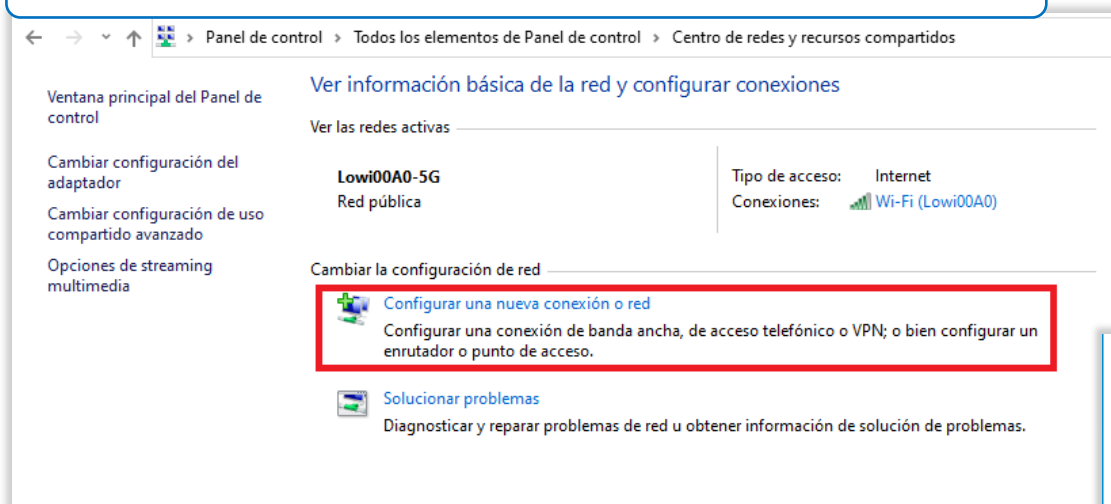 Panel de control > Todos los elementos de Panel de control > Centro de redes y recursos compartidos
Ventana principal del Panel de
control
Cambiar configuración del
adaptador
Cambiar configuración de uso
compartido avanzado
Opciones de streaming
multimedia
Ver información básica de la red y configurar conexiones
Ver las redes activas
Lowi00A0-5G
Red pública
Tipo de acceso: Internet
Conexiones: Wi-Fi (Lowi00A0)
Cambiar la configuración de red
Configurar una nueva conexión o red
Configurar una conexión de banda ancha, de acceso telefónico o VPN; o bien configurar un
enrutador o punto de acceso.
Solucionar problemas
Diagnosticar y reparar problemas de red u obtener información de solución de problemas.